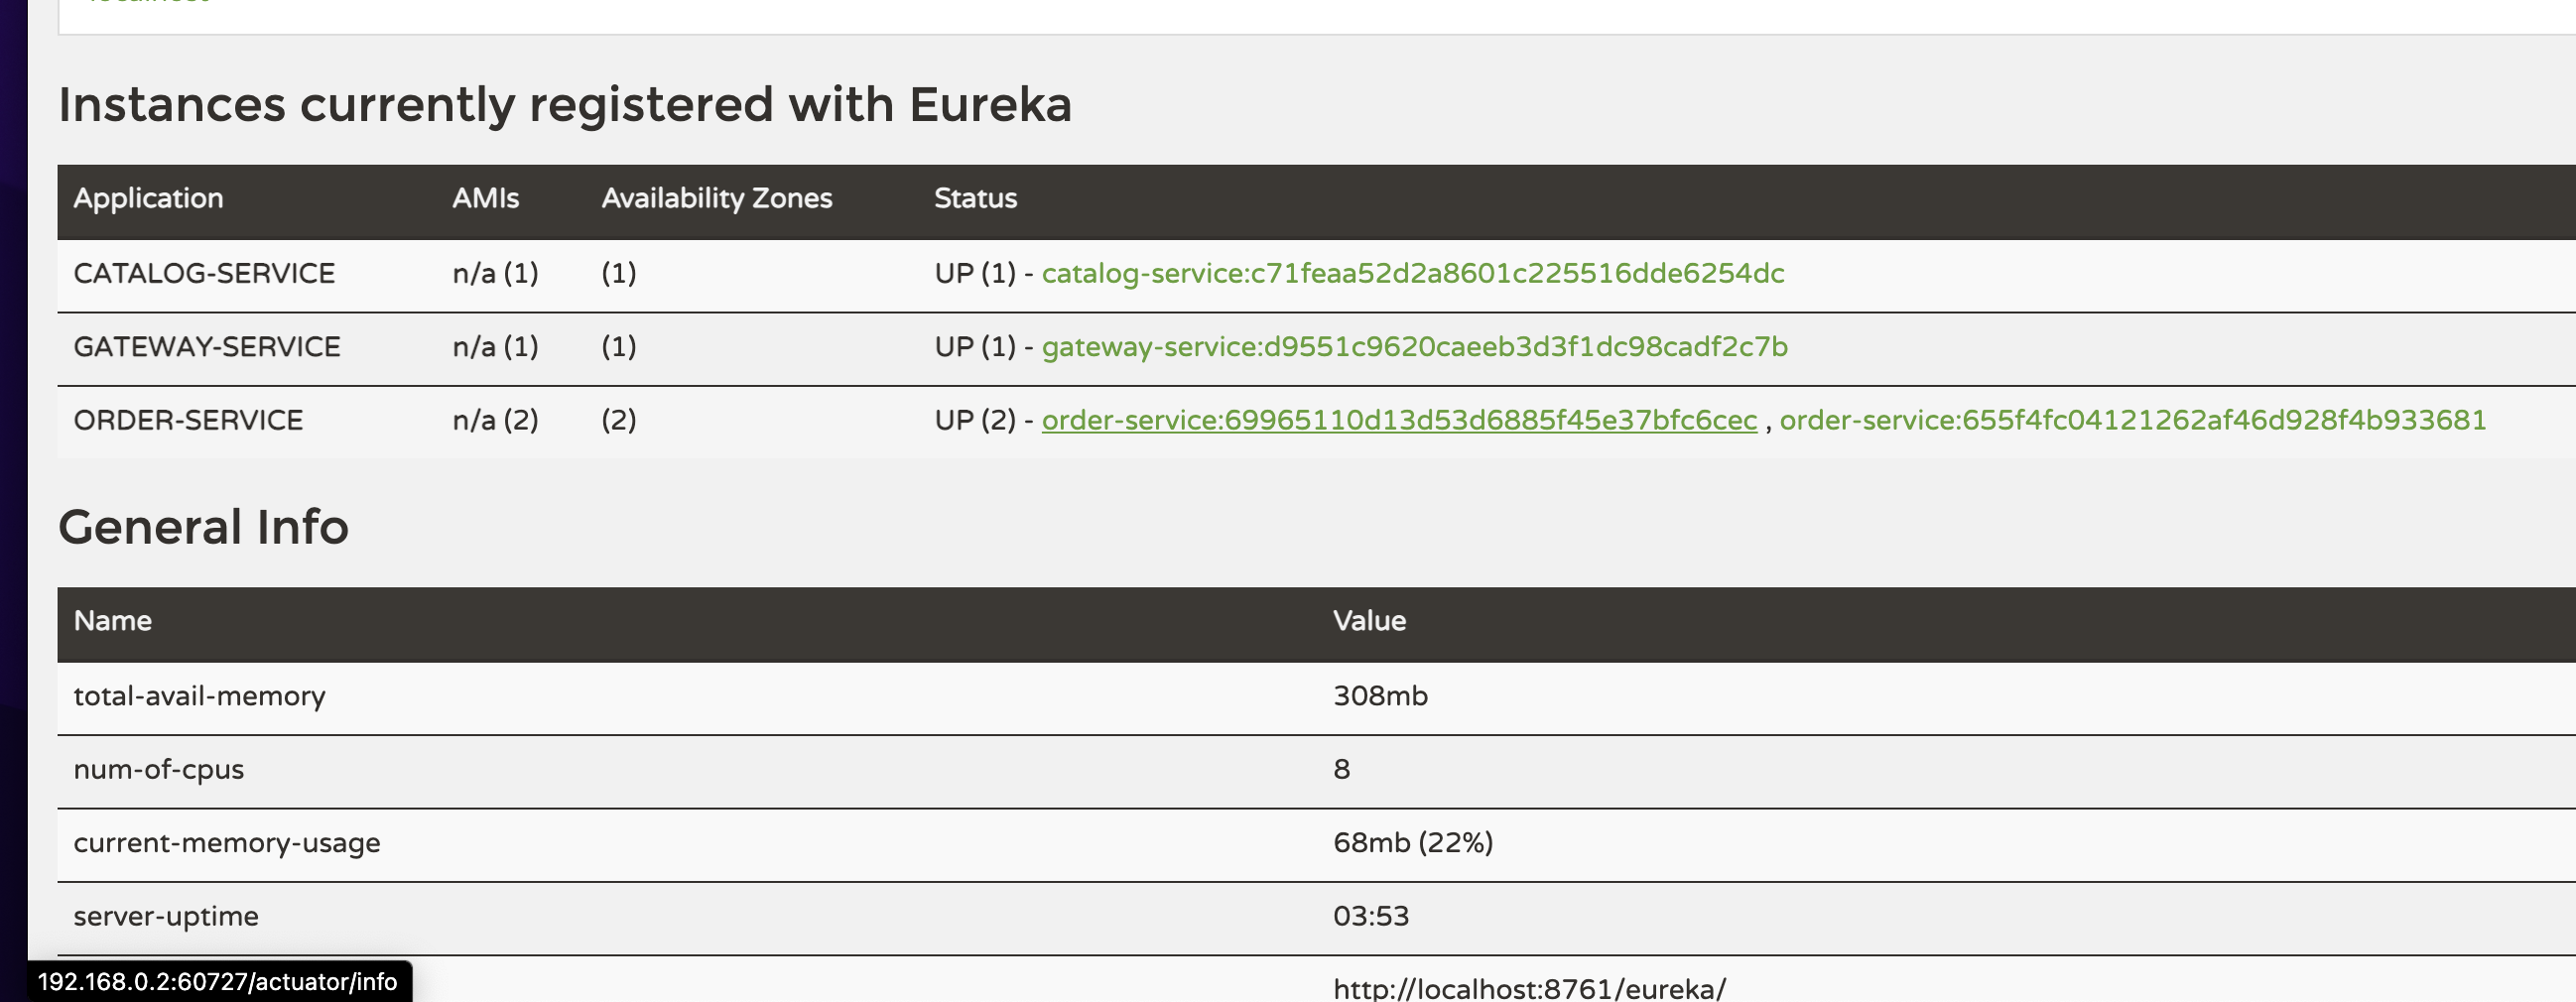 Instances currently registered with Eureka
Application AMIs Availability Zones Status
CATALOG-SERVICE n/a (1) (1) UP (1) - catalog-service:c71feaa52d2a8601c225516dde6254dc
GATEWAY-SERVICE n/a (1) (1) UP (1) - gateway-service:d9551c9620caeeb3d3f1dc98cadf2c7b
ORDER-SERVICE n/a (2) (2) UP (2) - order-service:69965110d13d53d6885f45e37bfc6cec , order-service:655f4fc04121262af46d928f4b933681
General Info
Name Value
total-avail-memory 308mb
num-of-cpus 8
current-memory-usage 68mb (22%)
server-uptime 03:53
http://localhost:8761/eureka/
192.168.0.2:60727/actuator/info